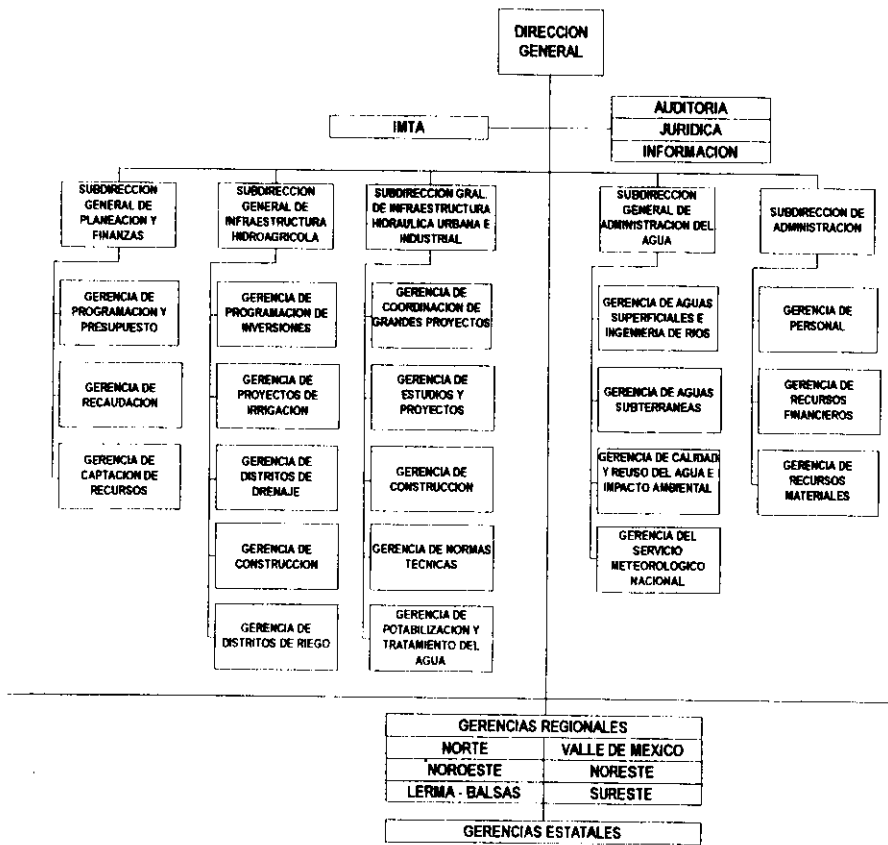 DIRECCION
GENERAL
IMTA
AUDITORIA
JURIDICA
INFORMACION
SUBDIRECCION
GENERAL DE
PLANEACION Y
FINANZAS
SUBDIRECCION
GENERAL DE
INFRAESTRUCTURA
HIDROAGRICOLA
SUBDIRECCION GRAL.
DE INFRAESTRUCTURA
HIDRAULICA URBANA E
INDUSTRIAL
SUBDIRECCION
GENERAL DE
ADMINISTRACION DEL
AGUA
SUBDIRECCION DE
ADMINISTRACION
GERENCIA DE
PROGRAMACION Y
PRESUPUESTO
GERENCIA DE
RECAUDACION
GERENCIA DE
CAPTACION DE
RECURSOS
GERENCIA DE
PROGRAMACION DE
INVERSIONES
GERENCIA DE
PROYECTOS DE
IRRIGACION
GERENCIA DE
DISTRITOS DE
DRENAJE
GERENCIA DE
CONSTRUCCION
GERENCIA DE
DISTRITOS DE RIEGO
GERENCIA DE
COORDINACION DE
GRANDES PROYECTOS
GERENCIA DE
ESTUDIOS Y
PROYECTOS
GERENCIA DE
CONSTRUCCION
GERENCIA DE NORMAS
TECNICAS
GERENCIA DE
POTABILIZACION Y
TRATAMIENTO DEL
AGUA
GERENCIA DE AGUAS
SUPERFICIALES E
INGENIERIA DE RIOS
GERENCIA DE AGUAS
SUBTERRANEAS
GERENCIA DE CALIDAD
Y REUSO DEL AGUA E
IMPACTO AMBIENTAL
GERENCIA DEL
SERVICIO
METEOROLOGICO
NACIONAL
GERENCIA DE
PERSONAL
GERENCIA DE
RECURSOS
FINANCIEROS
GERENCIA DE
RECURSOS
MATERIALES
GERENCIAS REGIONALES
NORTE VALLE DE MEXICO
NOROESTE NORESTE
LERMA - BALSAS SURESTE
GERENCIAS ESTATALES